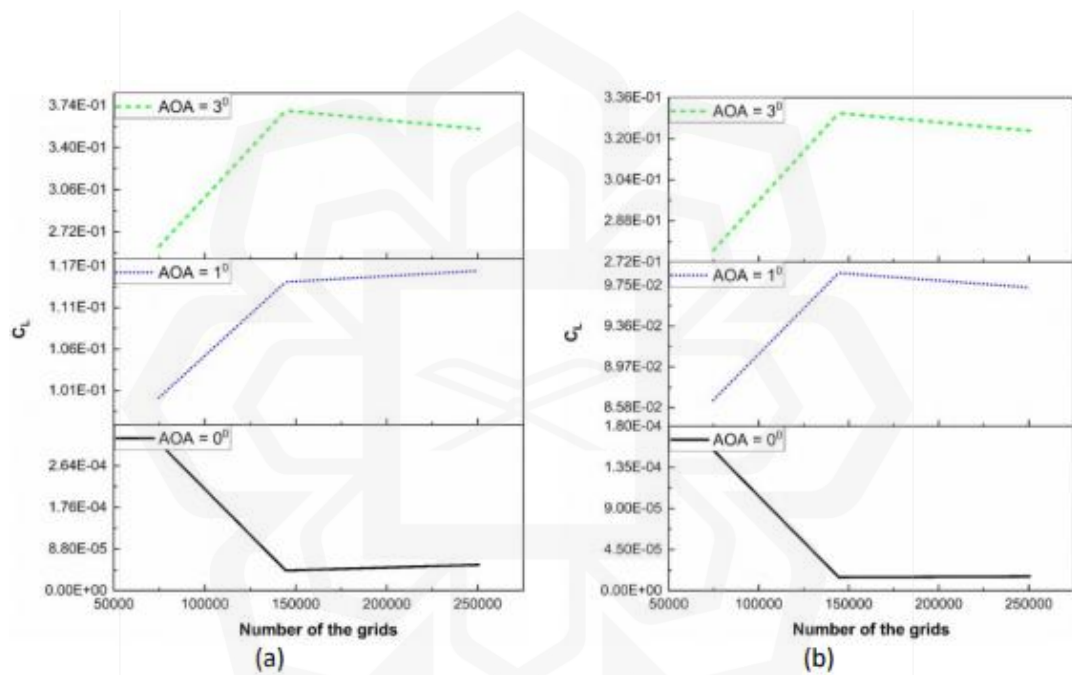 AOA = 3⁰
3.74E-01
3.40E-01
3.06E-01
2.72E-01
AOA = 1⁰
1.17E-01
1.11E-01
1.06E-01
1.01E-01
AOA = 0⁰
2.64E-04
1.76E-04
8.80E-05
0.00E+00
C_L
50000 100000 150000 200000 250000
Number of the grids
(a)
AOA = 3⁰
3.36E-01
3.20E-01
3.04E-01
2.88E-01
2.72E-01
AOA = 1⁰
9.75E-02
9.36E-02
8.97E-02
8.58E-02
AOA = 0⁰
1.80E-04
1.35E-04
9.00E-05
4.50E-05
0.00E+00
C_L
50000 100000 150000 200000 250000
Number of the grids
(b)